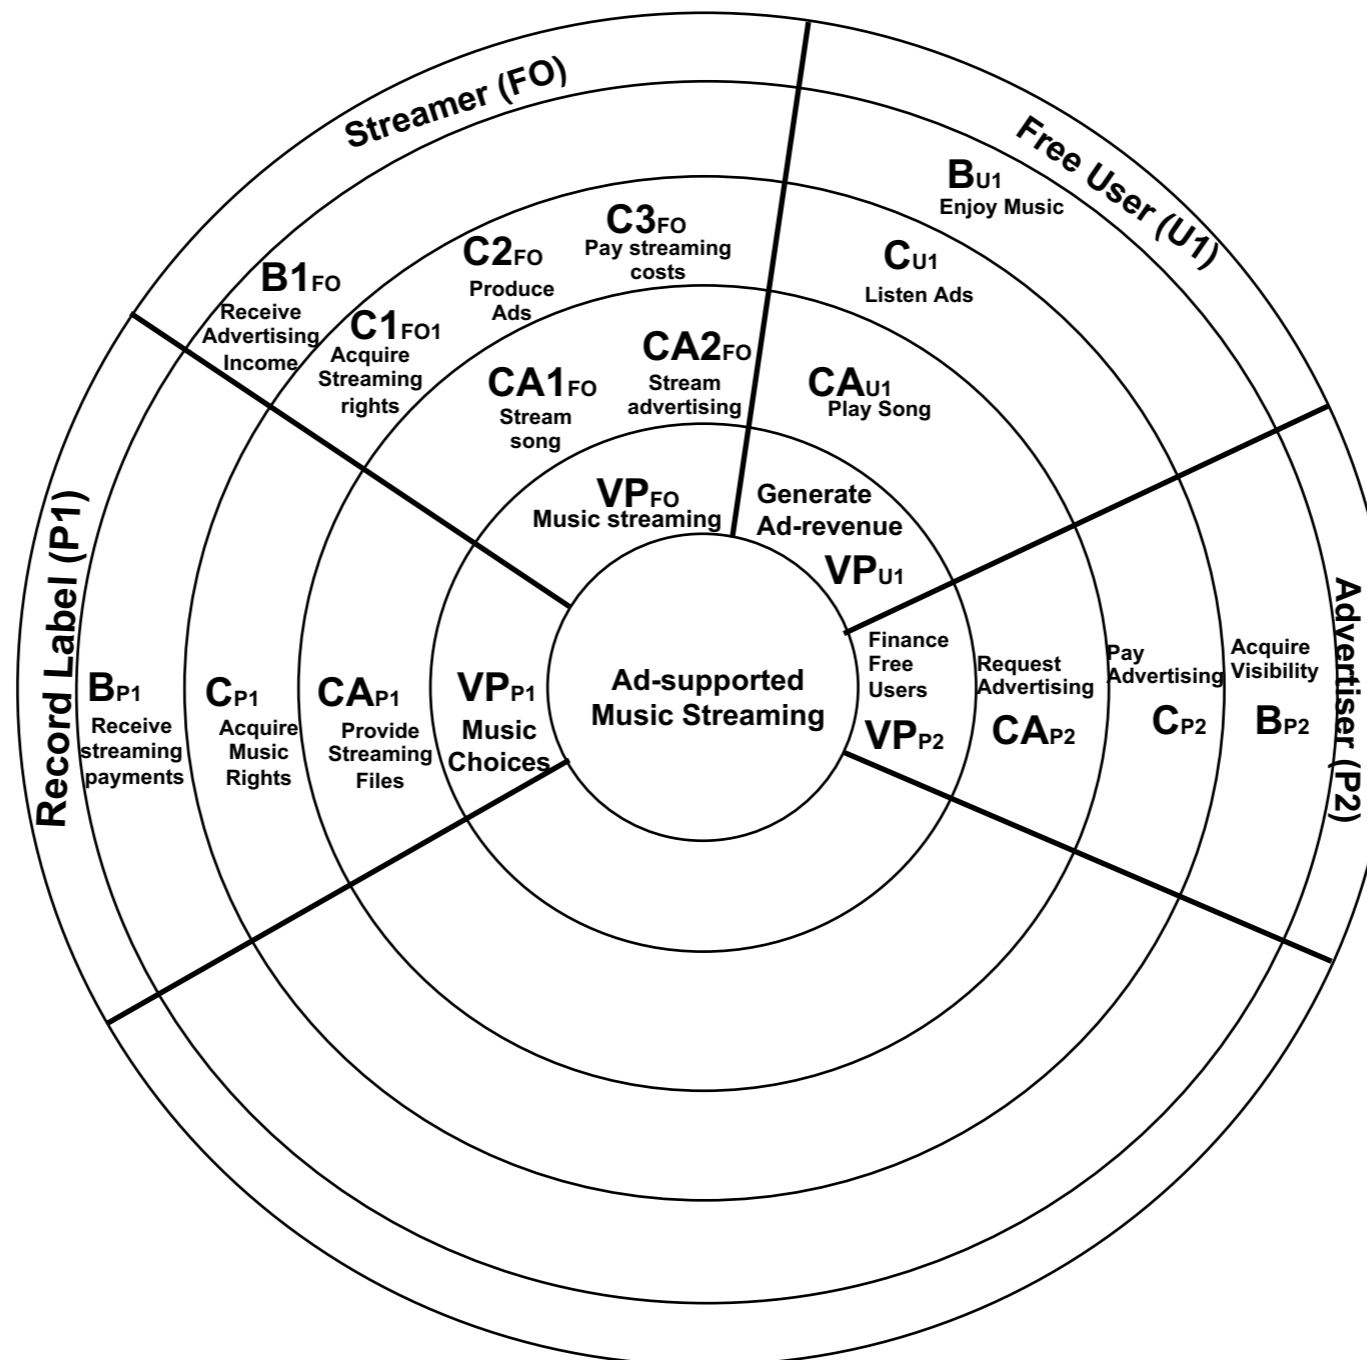 Streamer (FO)
B1FO
Receive
Advertising
Income
C1FO1
Acquire
Streaming
rights
C2FO
Produce
Ads
C3FO
Pay streaming
costs
CA1FO
Stream
song
CA2FO
Stream
advertising
VPFO
Music streaming
Free User (U1)
BU1
Enjoy Music
CU1
Listen Ads
CAU1
Play Song
Generate
Ad-revenue
VPU1
Record Label (P1)
BP1
Receive
streaming
payments
CP1
Acquire
Music
Rights
CAP1
Provide
Streaming
Files
VPP1
Music
Choices
Ad-supported
Music Streaming
Finance
Free
Users
VPP2
Request
Advertising
CAP2
Pay
Advertising
CP2
Acquire
Visibility
BP2
Advertiser (P2)